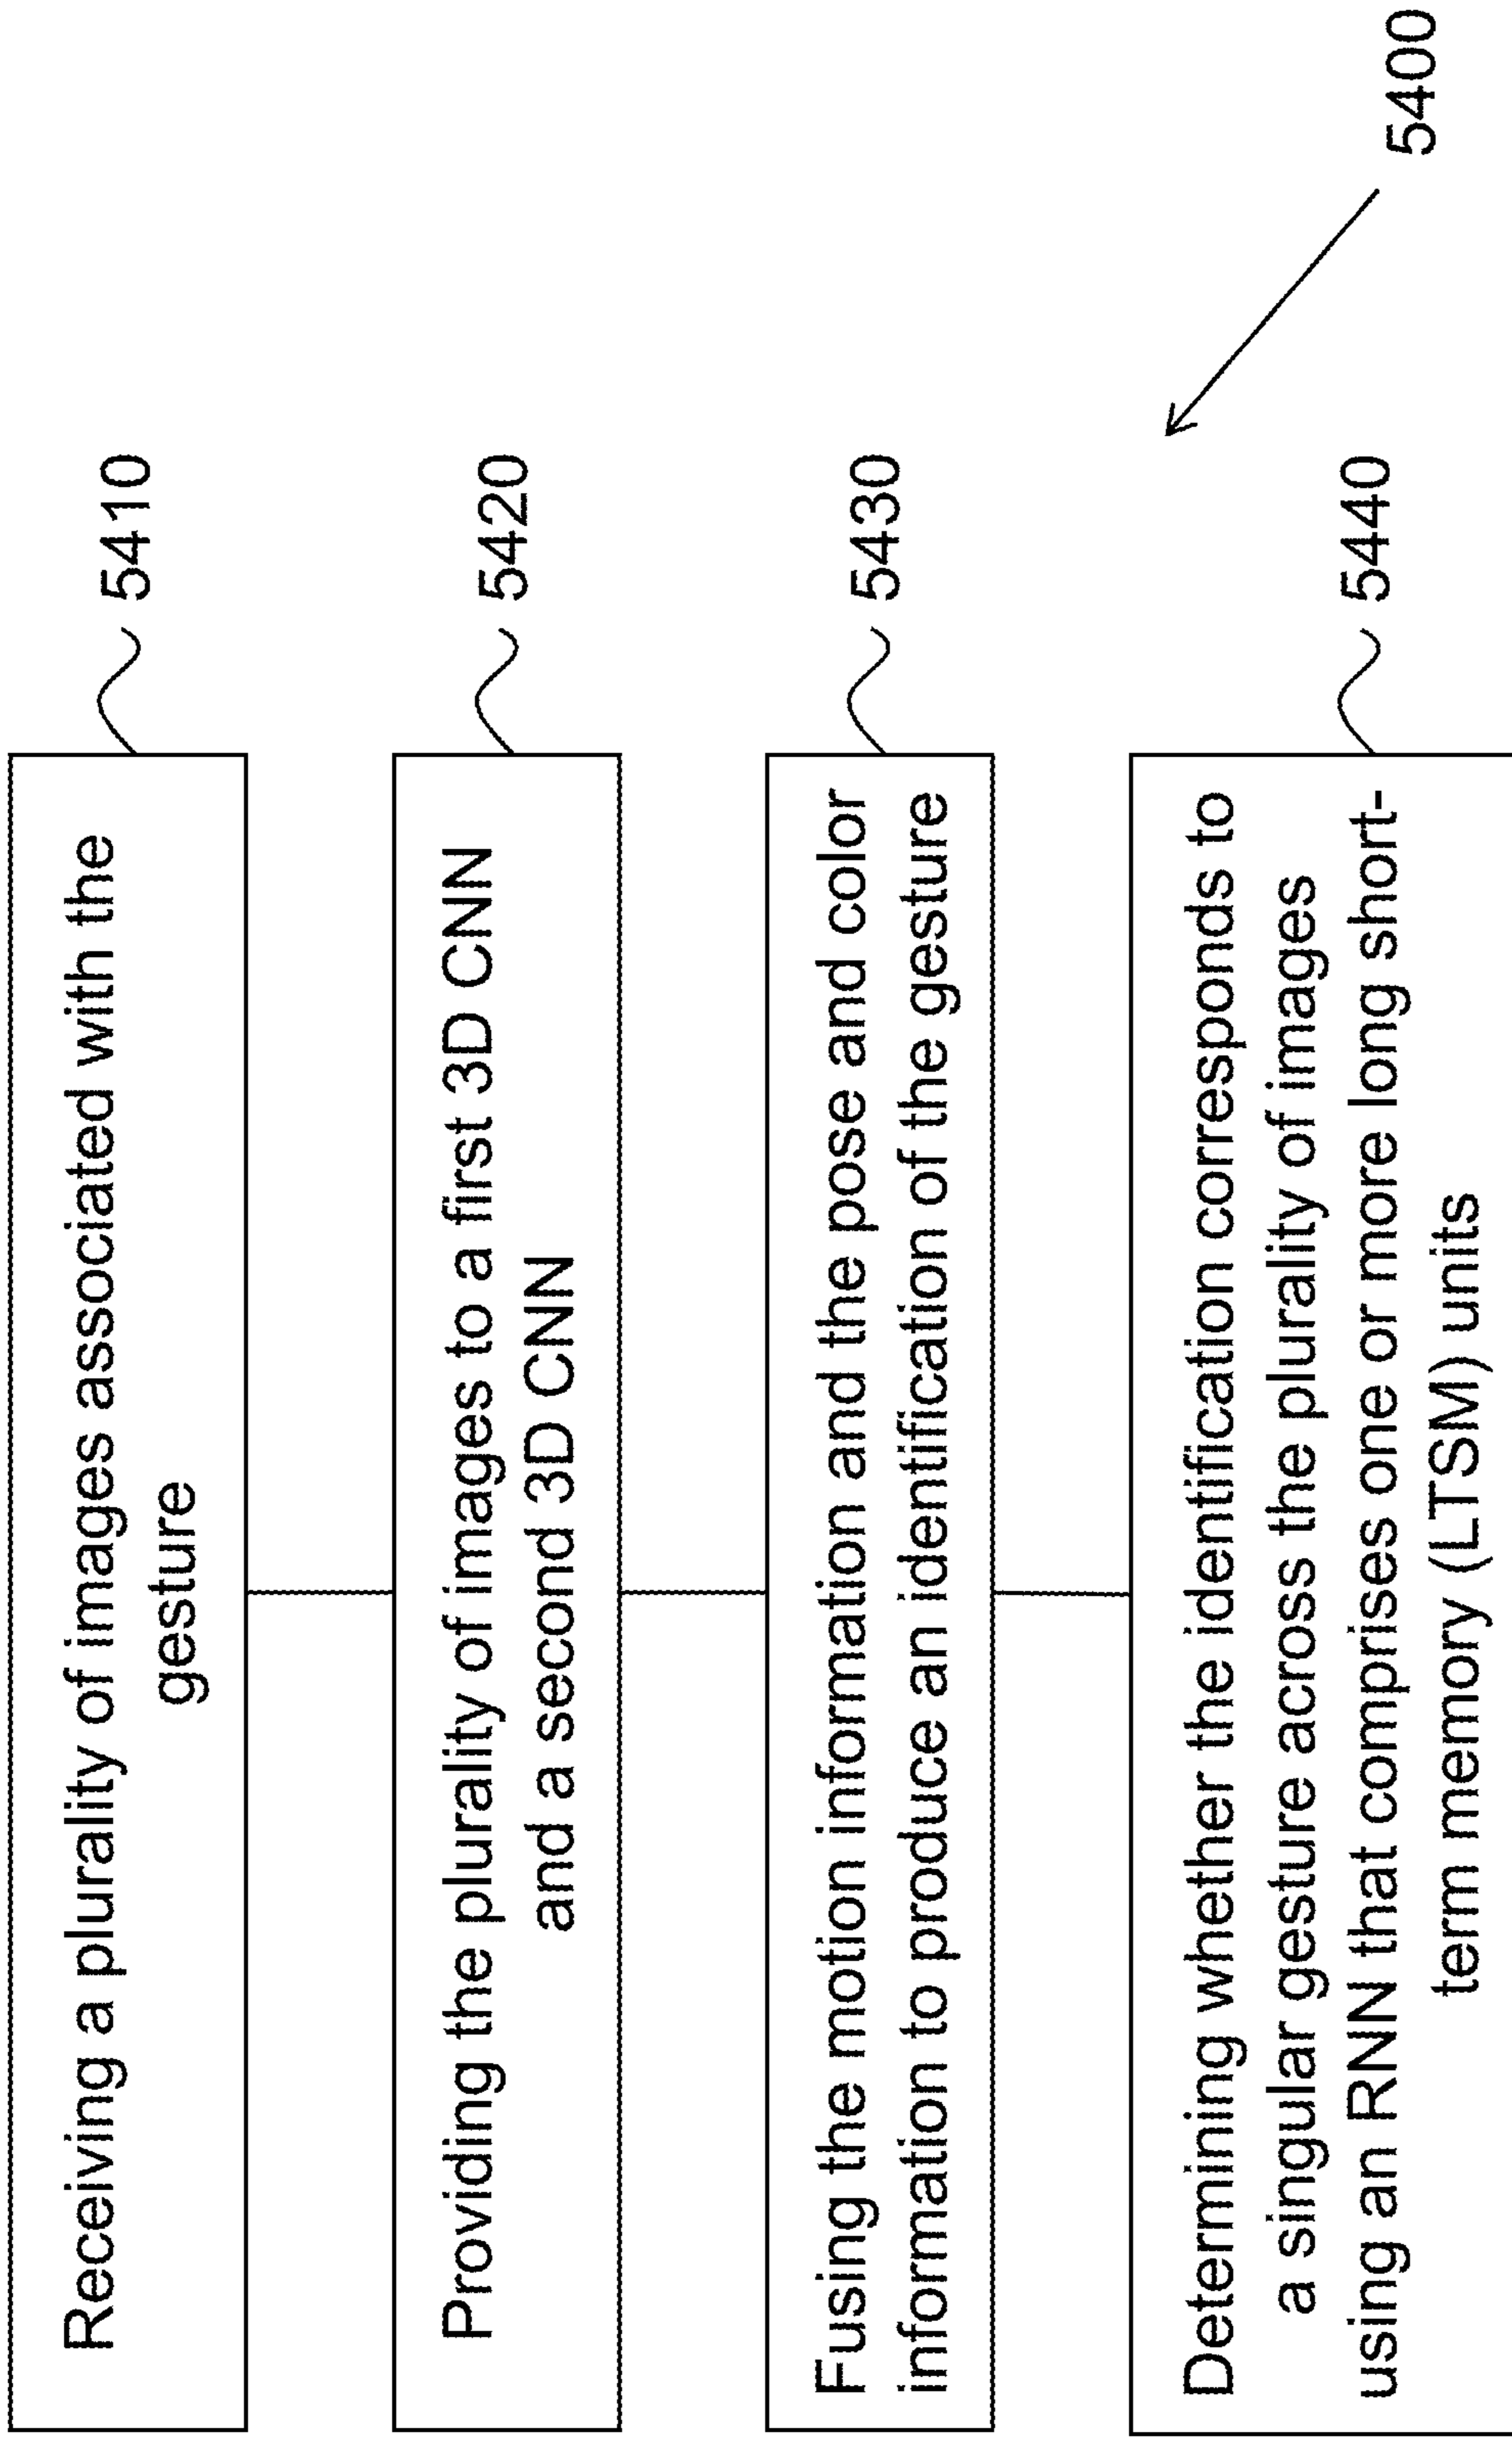 Receiving a plurality of images associated with the
gesture
5410
Providing the plurality of images to a first 3D CNN
and a second 3D CNN
5420
Fusing the motion information and the pose and color
information to produce an identification of the gesture
5430
Determining whether the identification corresponds to
a singular gesture across the plurality of images
using an RNN that comprises one or more long short-
term memory (LTSM) units
5440
5400